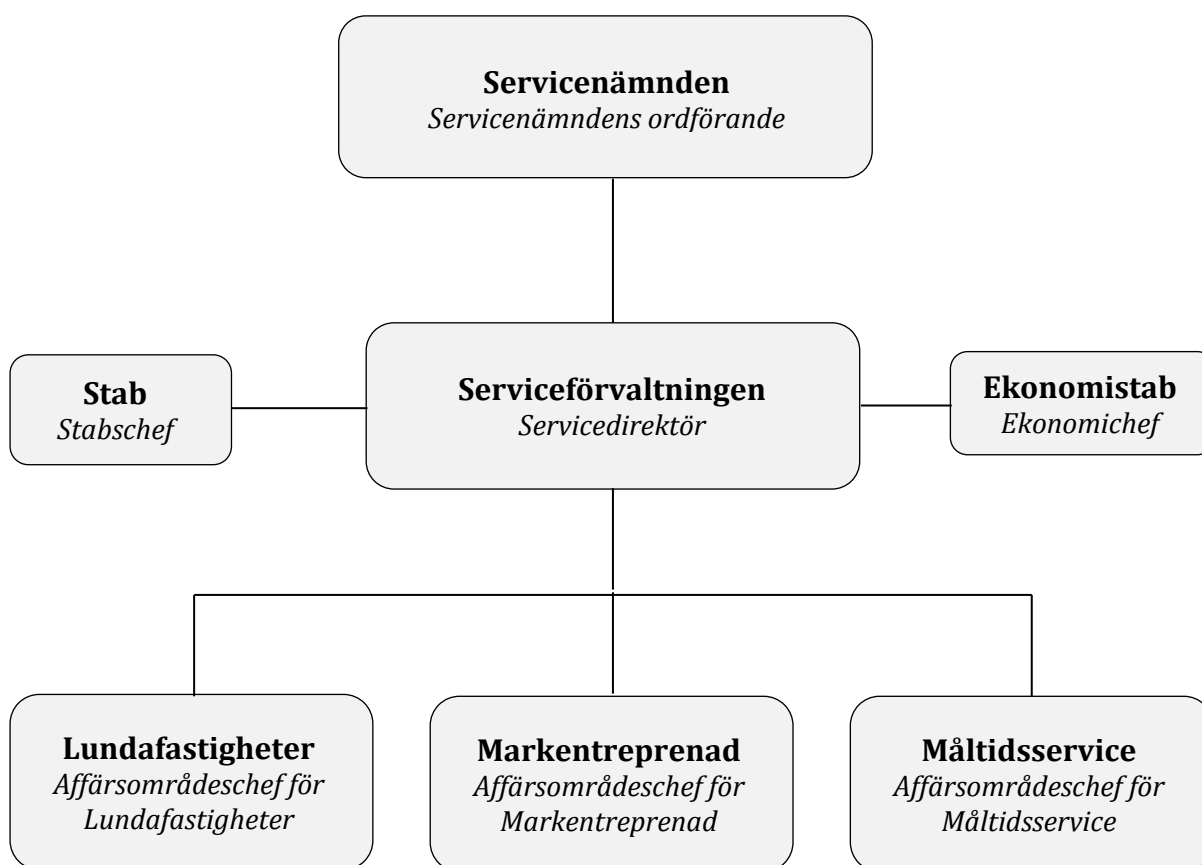 Servicenämnden
Servicenämndens ordförande
Stab
Stabschef
Serviceförvaltningen
Servicedirektör
Ekonomistab
Ekonomichef
Lundafastigheter
Affärsområdeschef för
Lundafastigheter
Markentreprenad
Affärsområdeschef för
Markentreprenad
Måltidsservice
Affärsområdeschef för
Måltidsservice